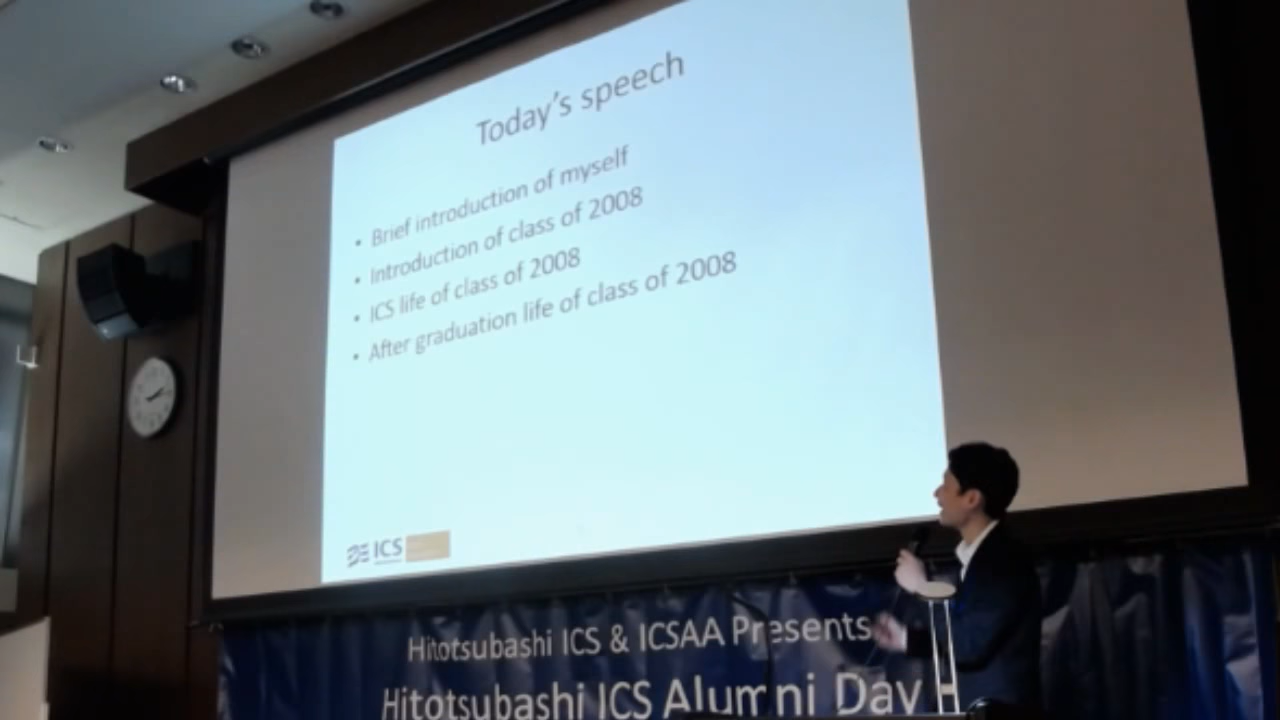 Today's speech
• Brief introduction of myself
• Introduction of class of 2008
• ICS life of class of 2008
• After graduation life of class of 2008
ICS
Hitotsubashi ICS & ICSAA Presents
Hitotsubashi ICS Alumni Day